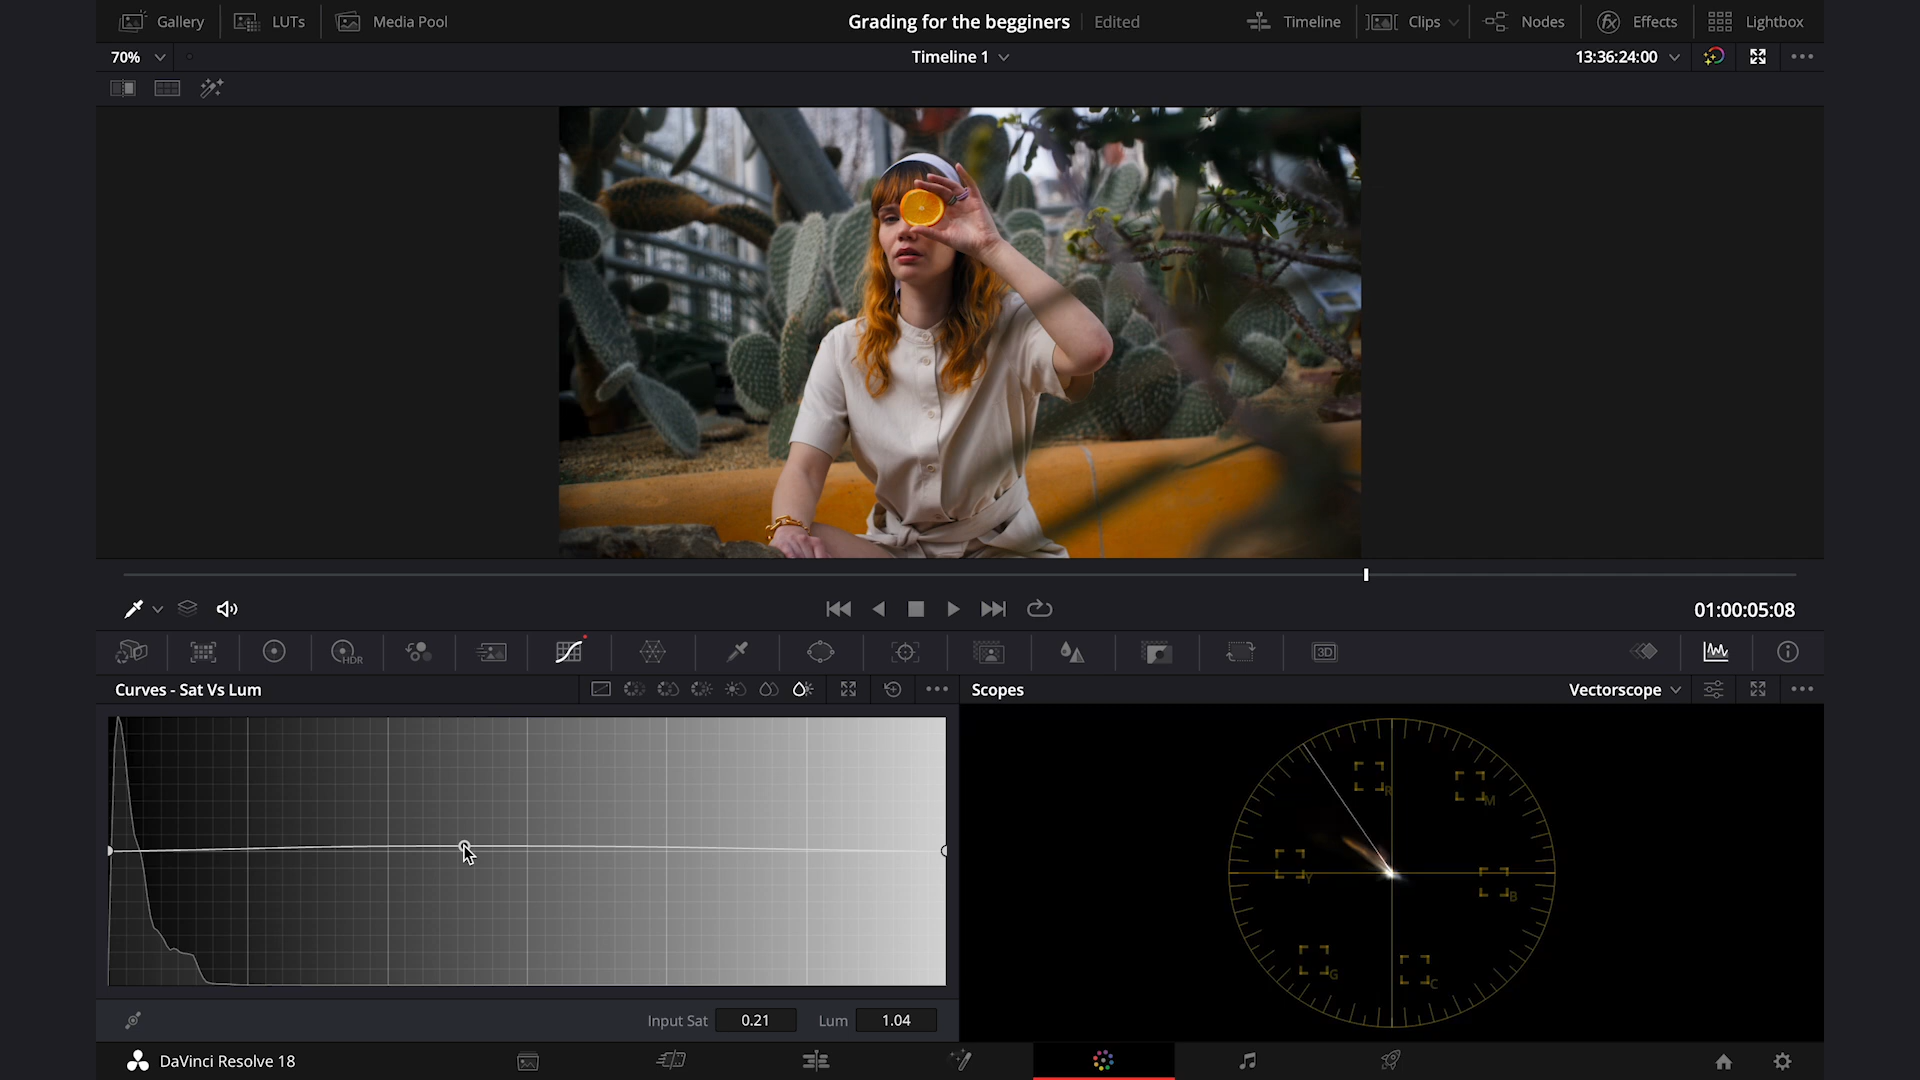 Gallery LUTs Media Pool Grading for the begginers Edited Timeline Clips Nodes Effects Lightbox
70% Timeline 1 13:36:24:00
01:00:05:08
HDR 3D
Curves - Sat Vs Lum Scopes Vectorscope
R
M
Y
B
G
C
Input Sat 0.21 Lum 1.04
DaVinci Resolve 18